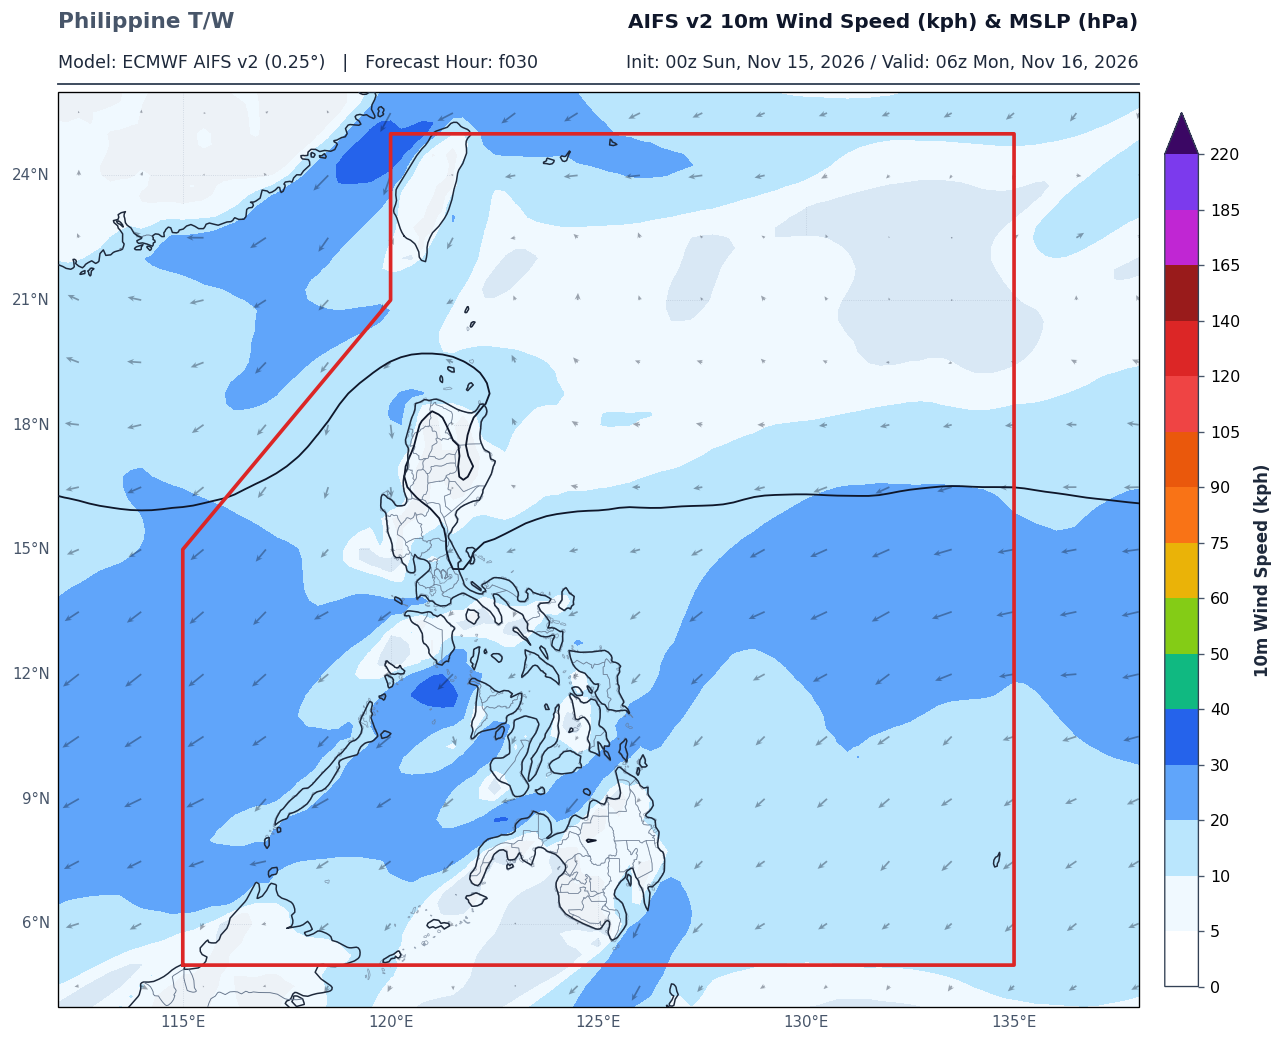 Philippine T/W
AIFS v2 10m Wind Speed (kph) & MSLP (hPa)
Model: ECMWF AIFS v2 (0.25°) | Forecast Hour: f030
Init: 00z Sun, Nov 15, 2026 / Valid: 06z Mon, Nov 16, 2026
24°N
21°N
18°N
15°N
12°N
9°N
6°N
115°E
120°E
125°E
130°E
135°E
220
185
165
140
120
105
90
75
60
50
40
30
20
10
5
0
10m Wind Speed (kph)